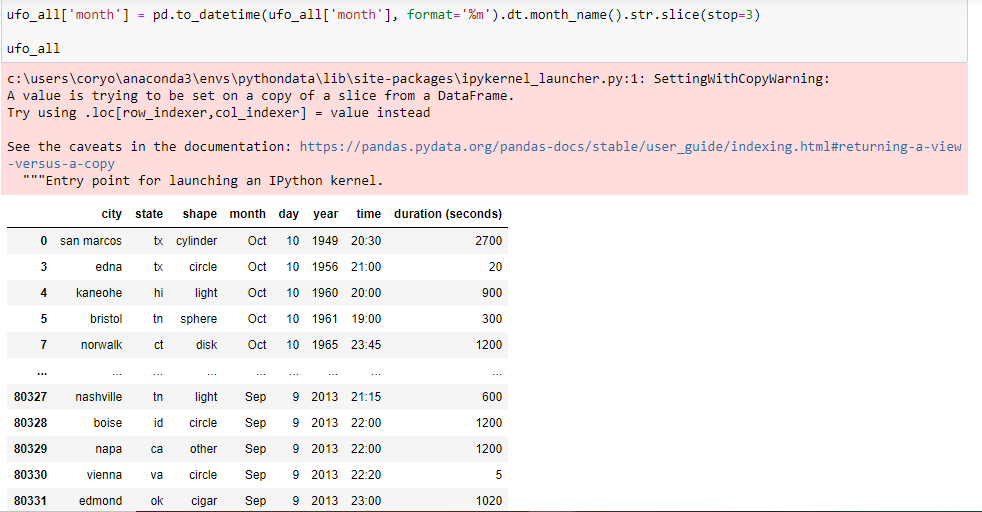 ufo_all['month'] = pd.to_datetime(ufo_all['month'], format='%m').dt.month_name().str.slice(stop=3)
ufo_all
c:\users\coryo\anaconda3\envs\pythondata\lib\site-packages\ipykernel_launcher.py:1: SettingWithCopyWarning:
A value is trying to be set on a copy of a slice from a DataFrame.
Try using .loc[row_indexer,col_indexer] = value instead
See the caveats in the documentation: https://pandas.pydata.org/pandas-docs/stable/user_guide/indexing.html#returning-a-view
-versus-a-copy
"""Entry point for launching an IPython kernel.
city state shape month day year time duration (seconds)
0 san marcos tx cylinder Oct 10 1949 20:30 2700
3 edna tx circle Oct 10 1956 21:00 20
4 kaneohe hi light Oct 10 1960 20:00 900
5 bristol tn sphere Oct 10 1961 19:00 300
7 norwalk ct disk Oct 10 1965 23:45 1200
... ... ... ... ... ... ... ... ...
80327 nashville tn light Sep 9 2013 21:15 600
80328 boise id circle Sep 9 2013 22:00 1200
80329 napa ca other Sep 9 2013 22:00 1200
80330 vienna va circle Sep 9 2013 22:20 5
80331 edmond ok cigar Sep 9 2013 23:00 1020